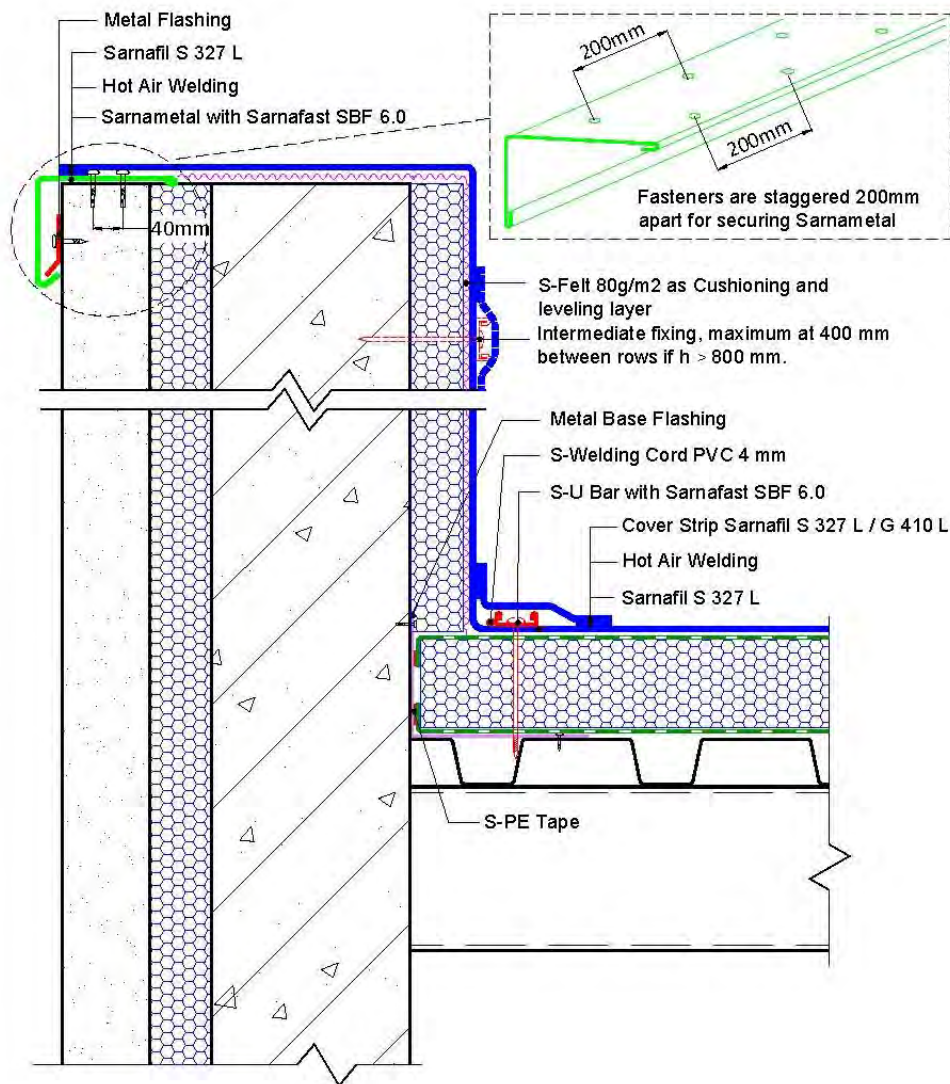 Metal Flashing
Sarnafil S 327 L
Hot Air Welding
Sarnametal with Sarnafast SBF 6.0
200mm
200mm
Fasteners are staggered 200mm
apart for securing Sarnametal
40mm
S-Felt 80g/m2 as Cushioning and
leveling layer
Intermediate fixing, maximum at 400 mm
between rows if h > 800 mm.
Metal Base Flashing
S-Welding Cord PVC 4 mm
S-U Bar with Sarnafast SBF 6.0
Cover Strip Sarnafil S 327 L / G 410 L
Hot Air Welding
Sarnafil S 327 L
S-PE Tape